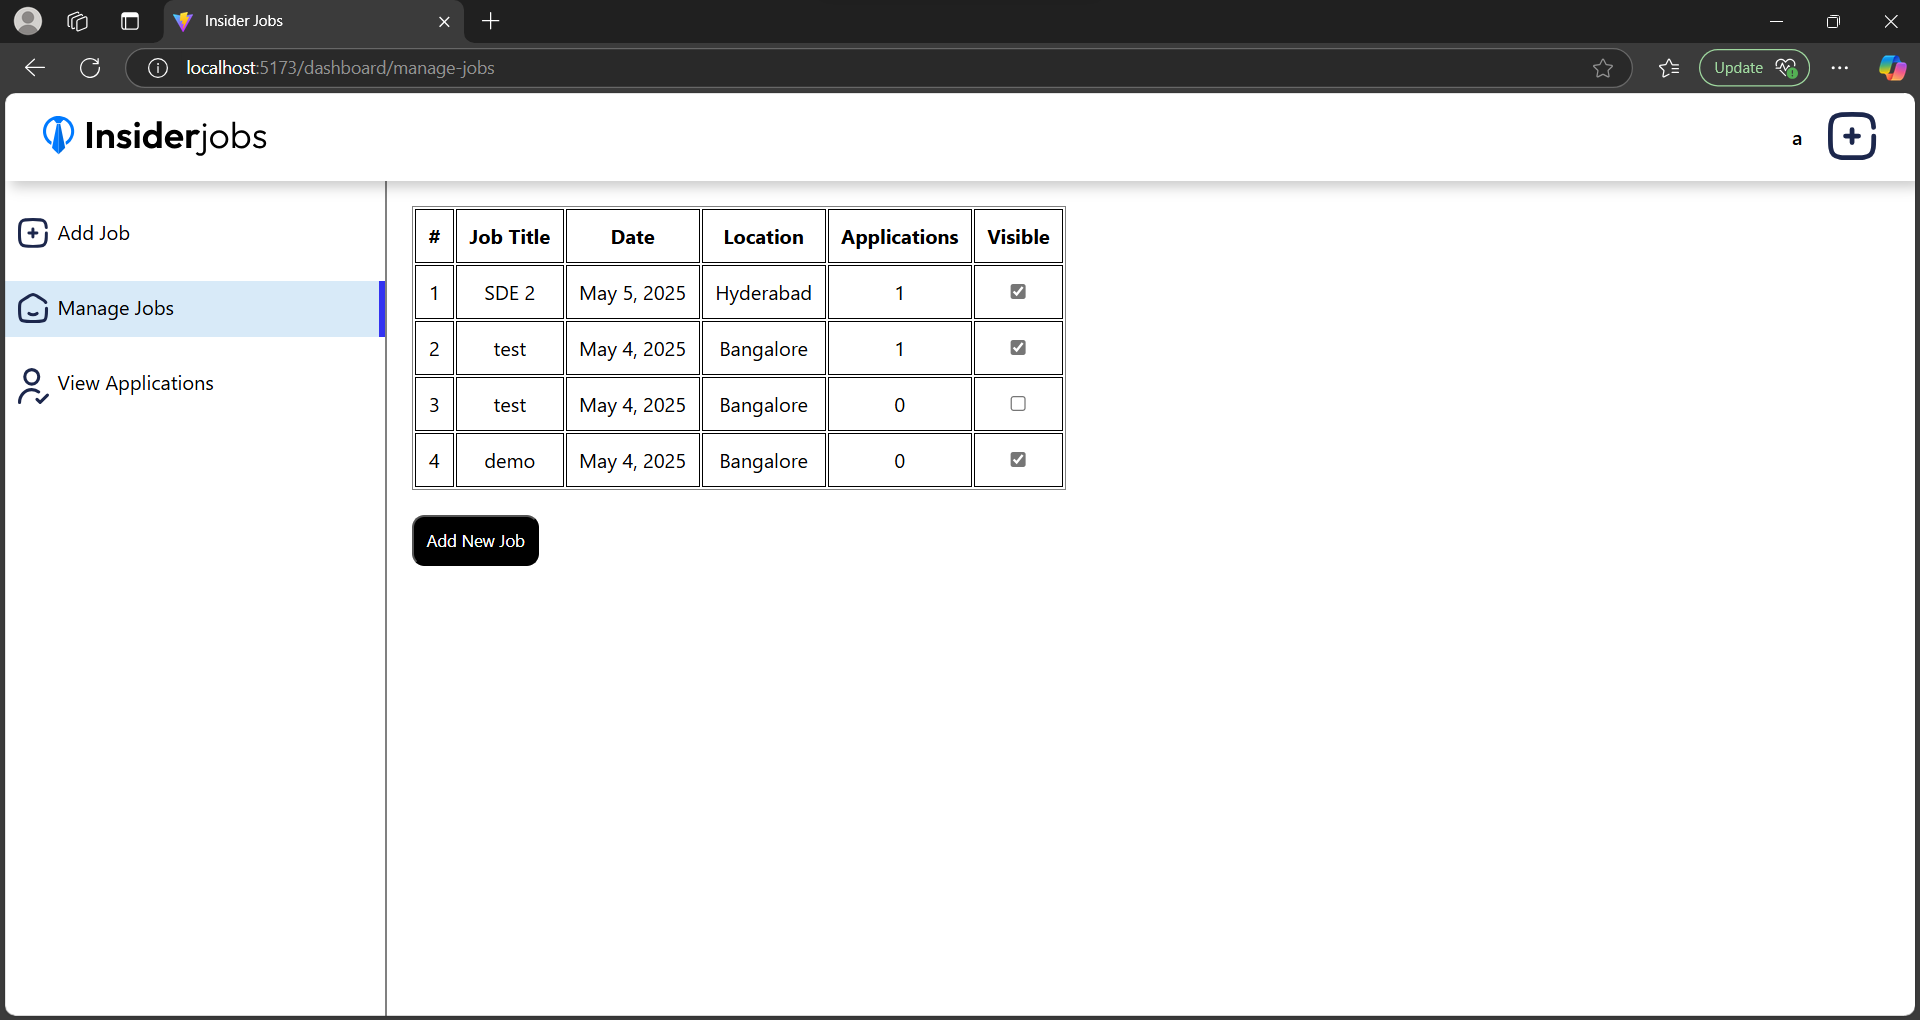 Insider Jobs
localhost:5173/dashboard/manage-jobs
Update
Insiderjobs
a
Add Job
Manage Jobs
View Applications
# Job Title Date Location Applications Visible
1 SDE 2 May 5, 2025 Hyderabad 1
2 test May 4, 2025 Bangalore 1
3 test May 4, 2025 Bangalore 0
4 demo May 4, 2025 Bangalore 0
Add New Job